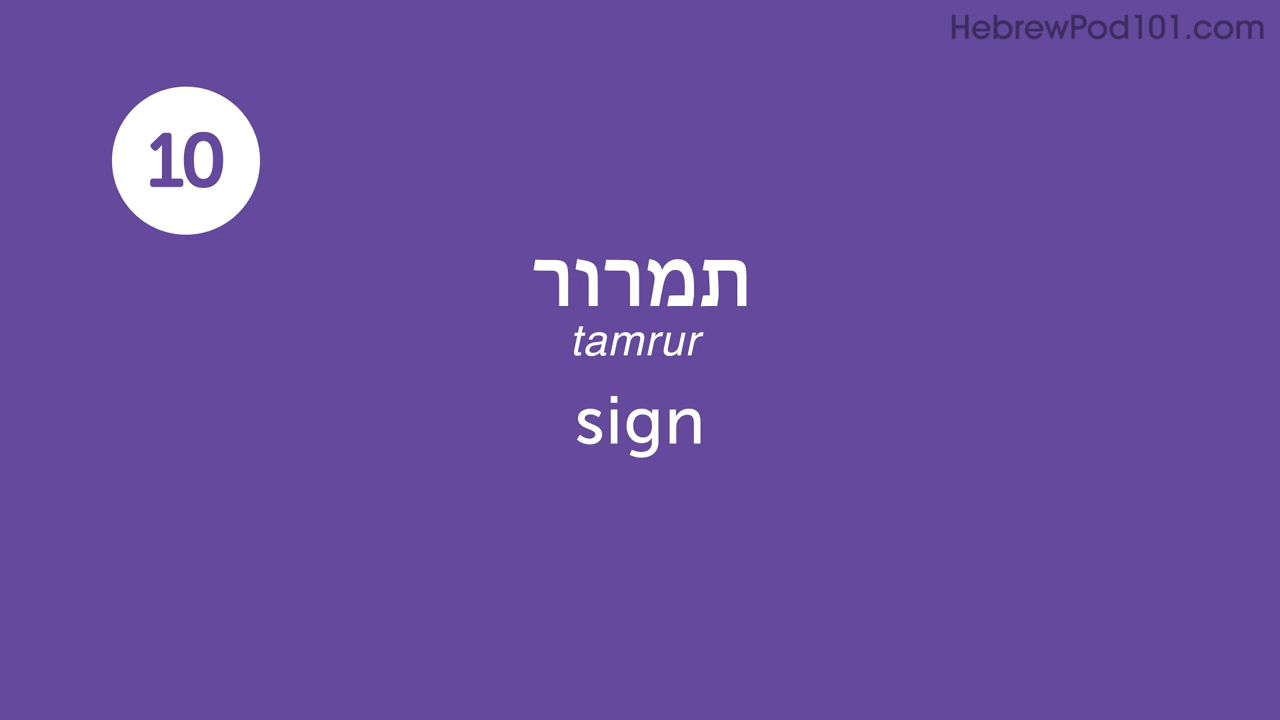 HebrewPod101.com
10
תמרור
tamrur
sign